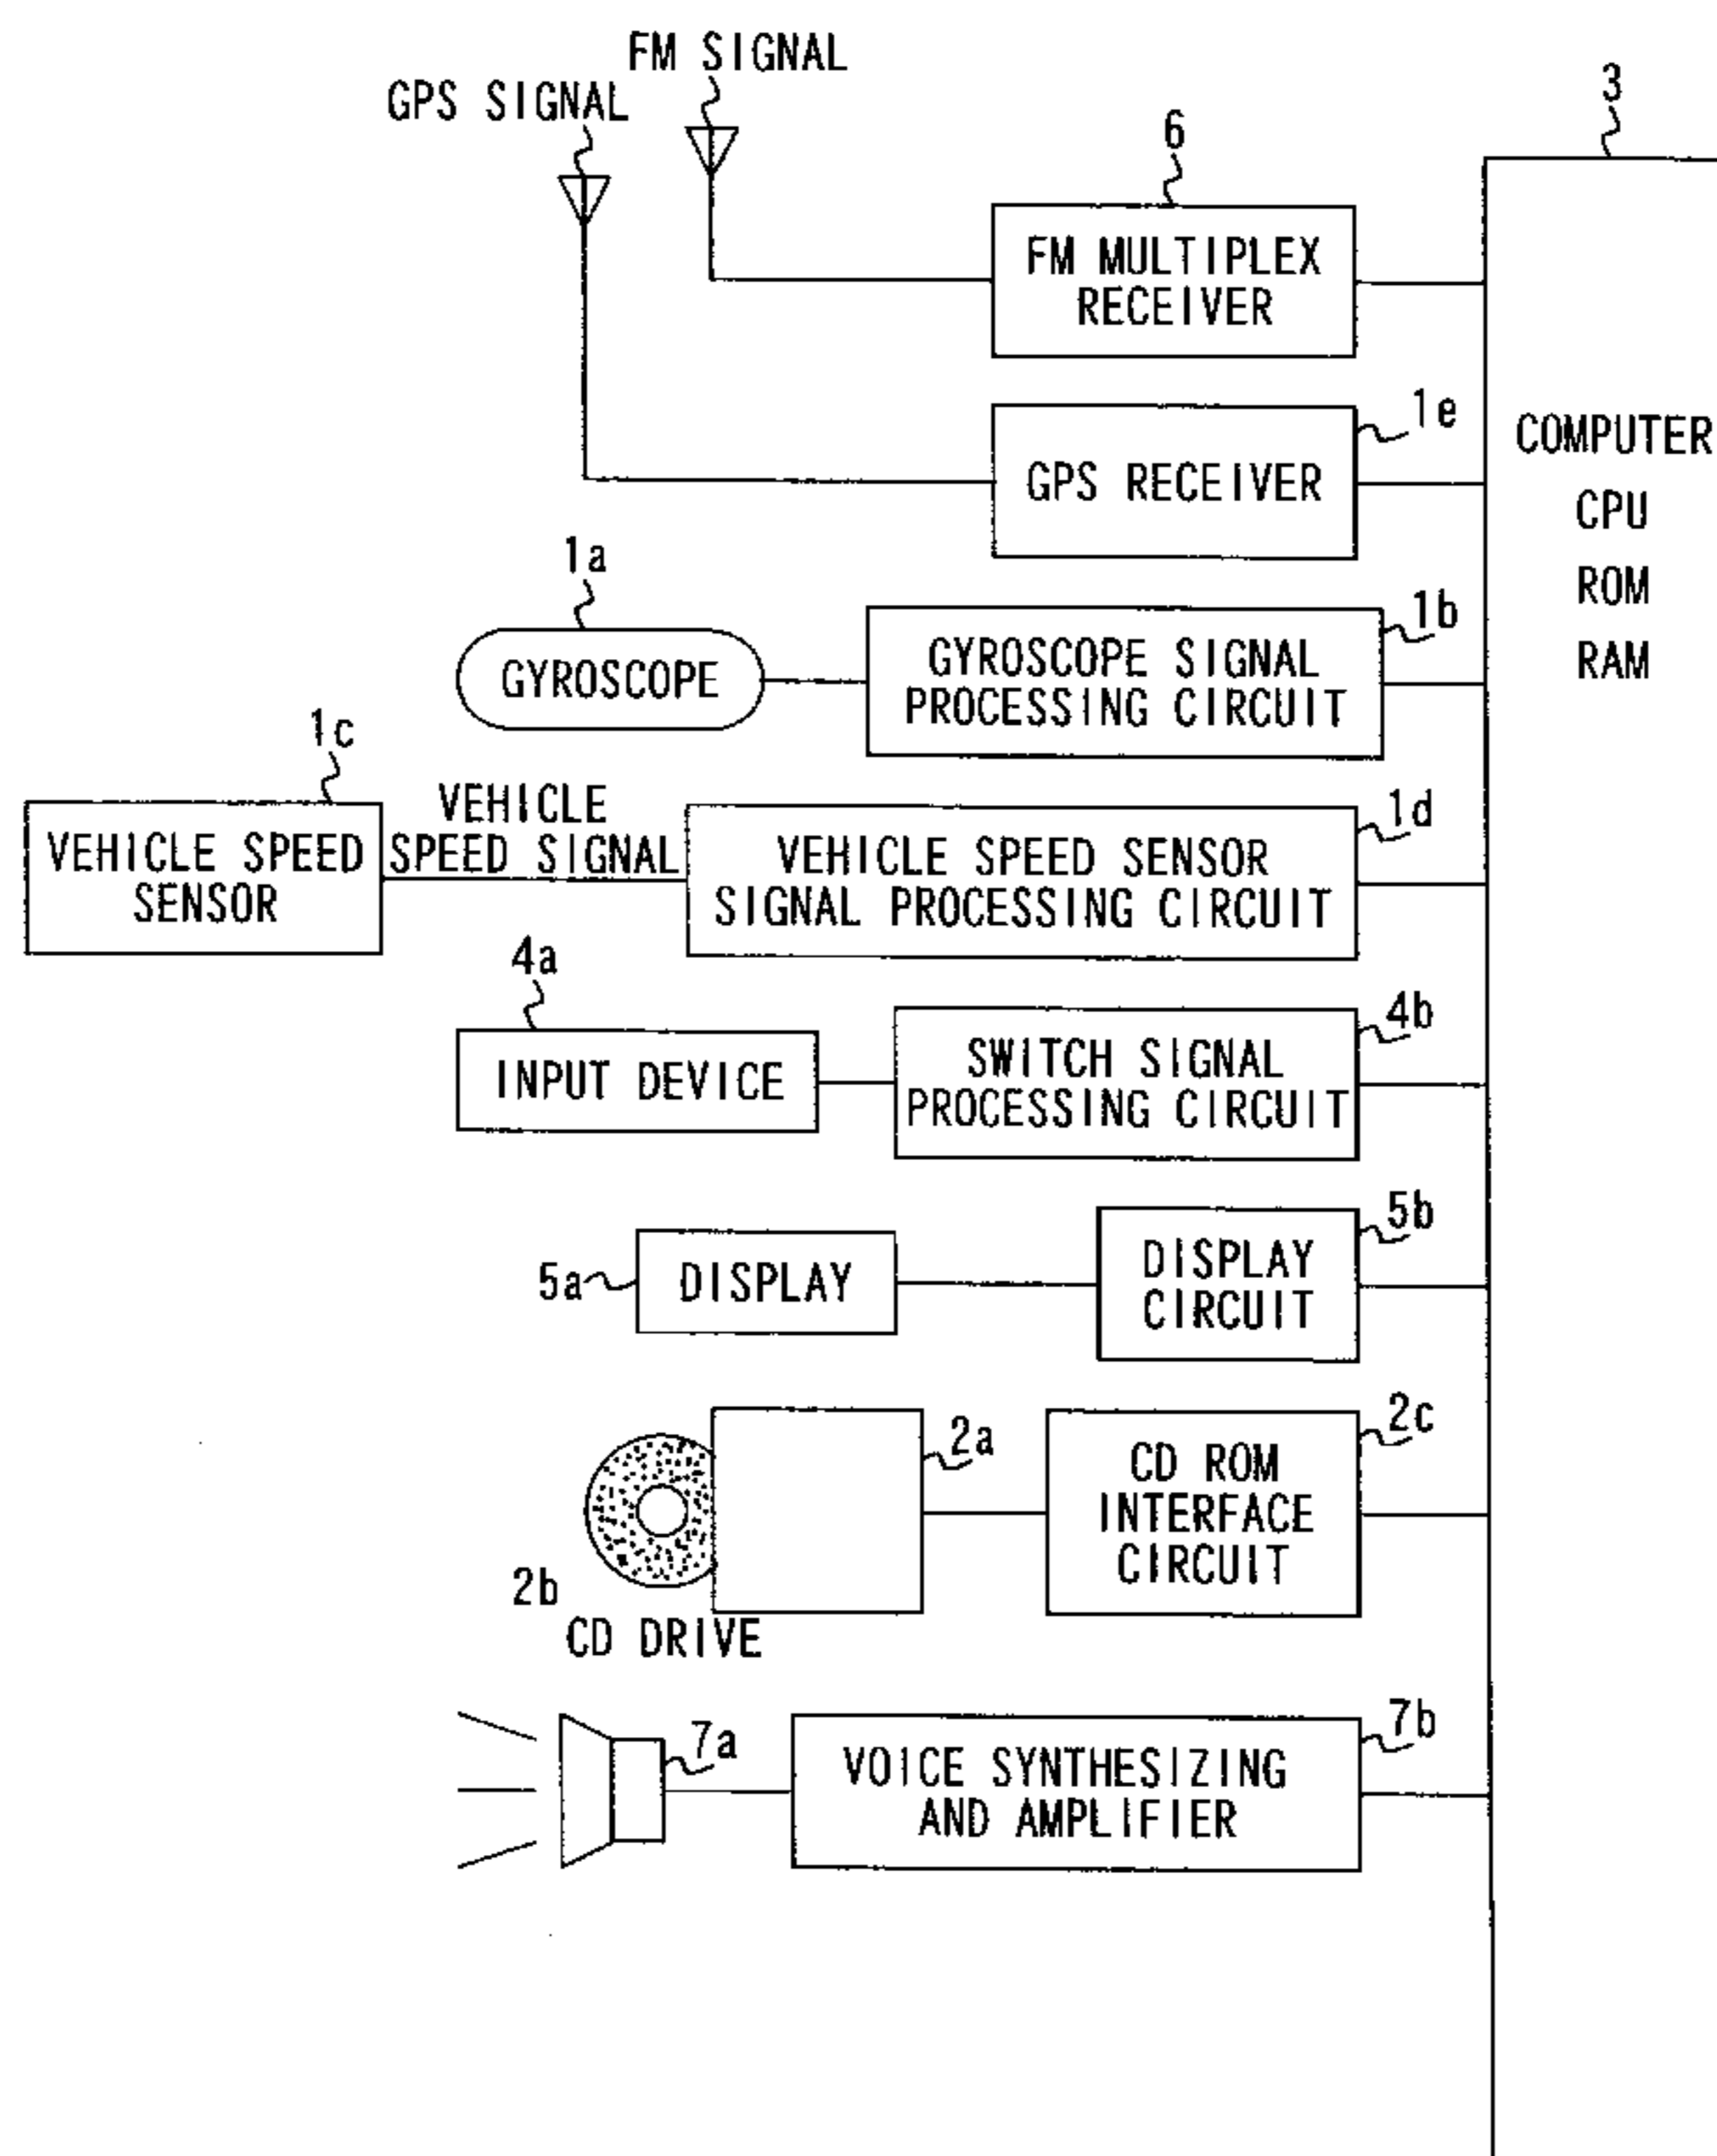 FM SIGNAL
GPS SIGNAL
3
6
FM MULTIPLEX
RECEIVER
1e
GPS RECEIVER
COMPUTER
CPU
ROM
RAM
1a
GYROSCOPE
1b
GYROSCOPE SIGNAL
PROCESSING CIRCUIT
1c
VEHICLE SPEED
SENSOR
VEHICLE
SPEED SIGNAL
1d
VEHICLE SPEED SENSOR
SIGNAL PROCESSING CIRCUIT
4a
INPUT DEVICE
4b
SWITCH SIGNAL
PROCESSING CIRCUIT
5a
DISPLAY
5b
DISPLAY
CIRCUIT
2a
2b
CD DRIVE
2c
CD ROM
INTERFACE
CIRCUIT
7a
7b
VOICE SYNTHESIZING
AND AMPLIFIER